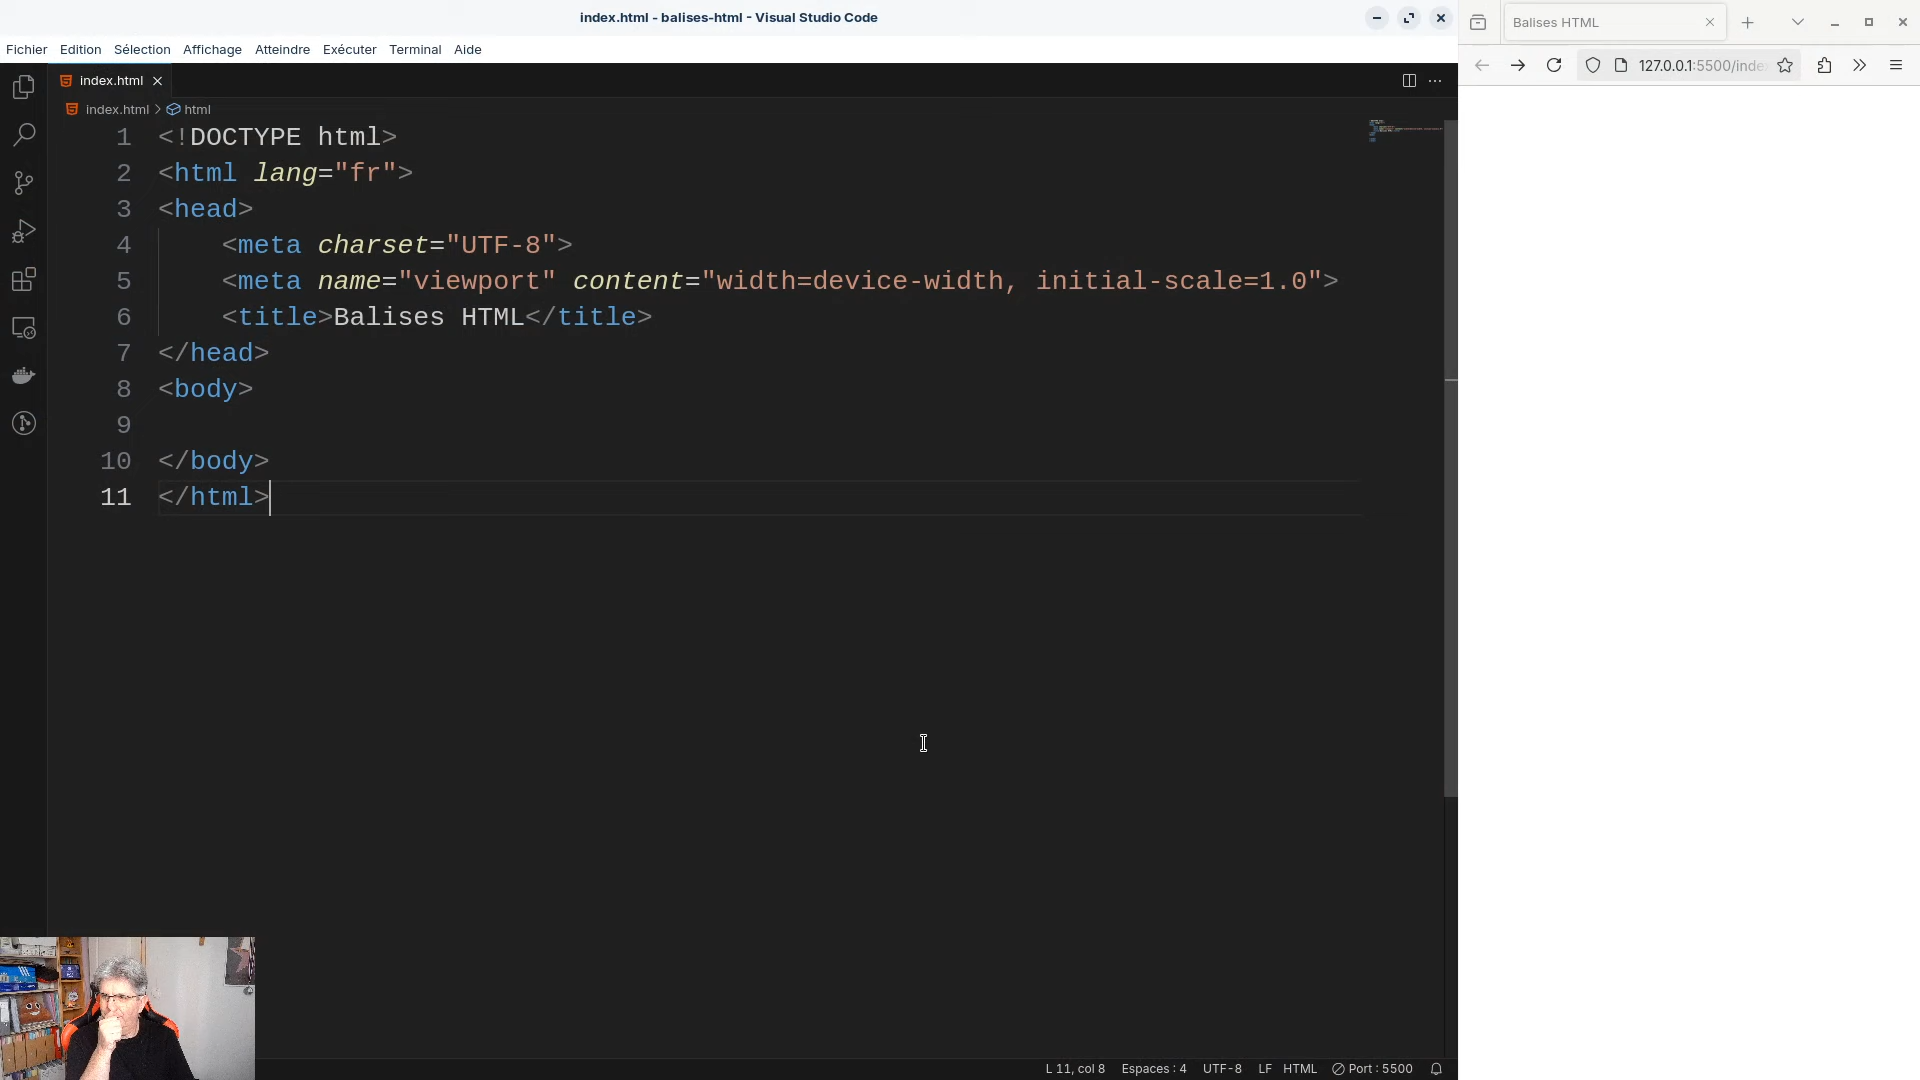 index.html - balises-html - Visual Studio Code
Fichier Edition Sélection Affichage Atteindre Exécuter Terminal Aide
index.html
index.html > html
1 <!DOCTYPE html>
2 <html lang="fr">
3 <head>
4 <meta charset="UTF-8">
5 <meta name="viewport" content="width=device-width, initial-scale=1.0">
6 <title>Balises HTML</title>
7 </head>
8 <body>
9
10 </body>
11 </html>
L 11, col 8 Espaces : 4 UTF-8 LF HTML Port : 5500
Balises HTML
127.0.0.1:5500/index